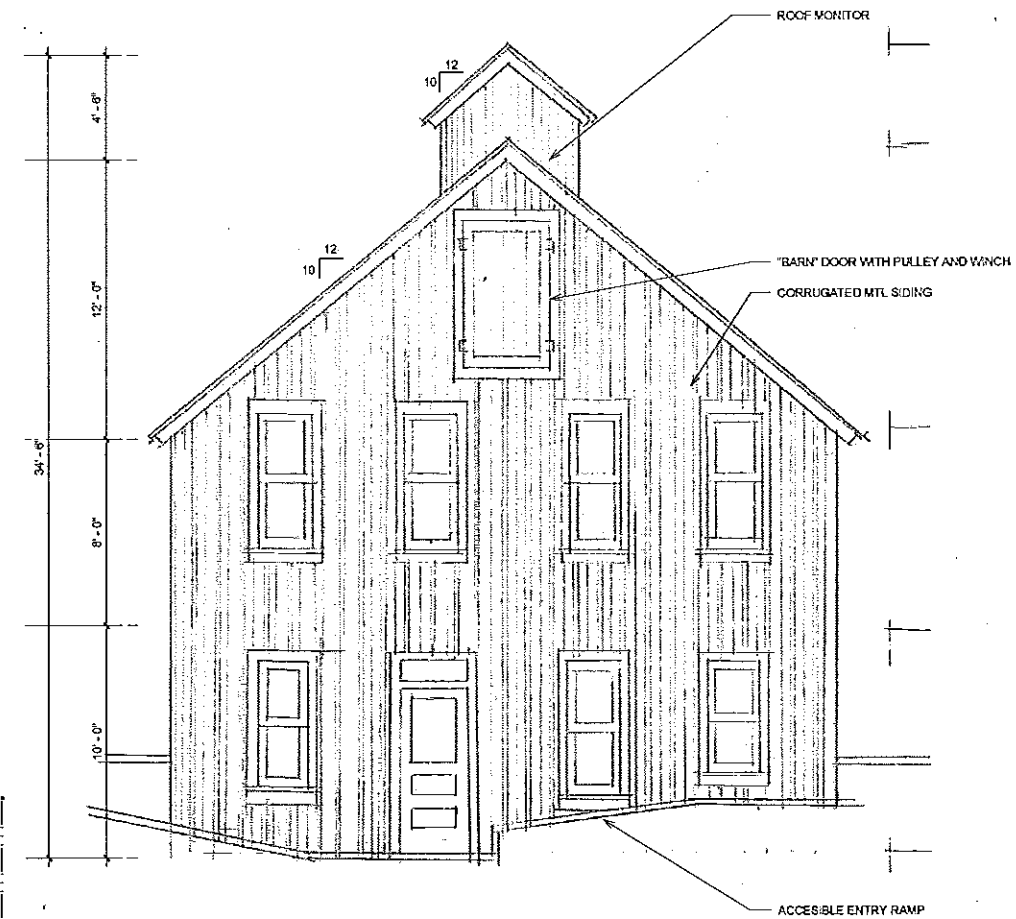 ROOF MONITOR
12
10
4'-6"
12
10
"BARN" DOOR WITH PULLEY AND WINCH
CORRUGATED MTL SIDING
12'-0"
34'-6"
8'-0"
10'-0"
ACCESIBLE ENTRY RAMP